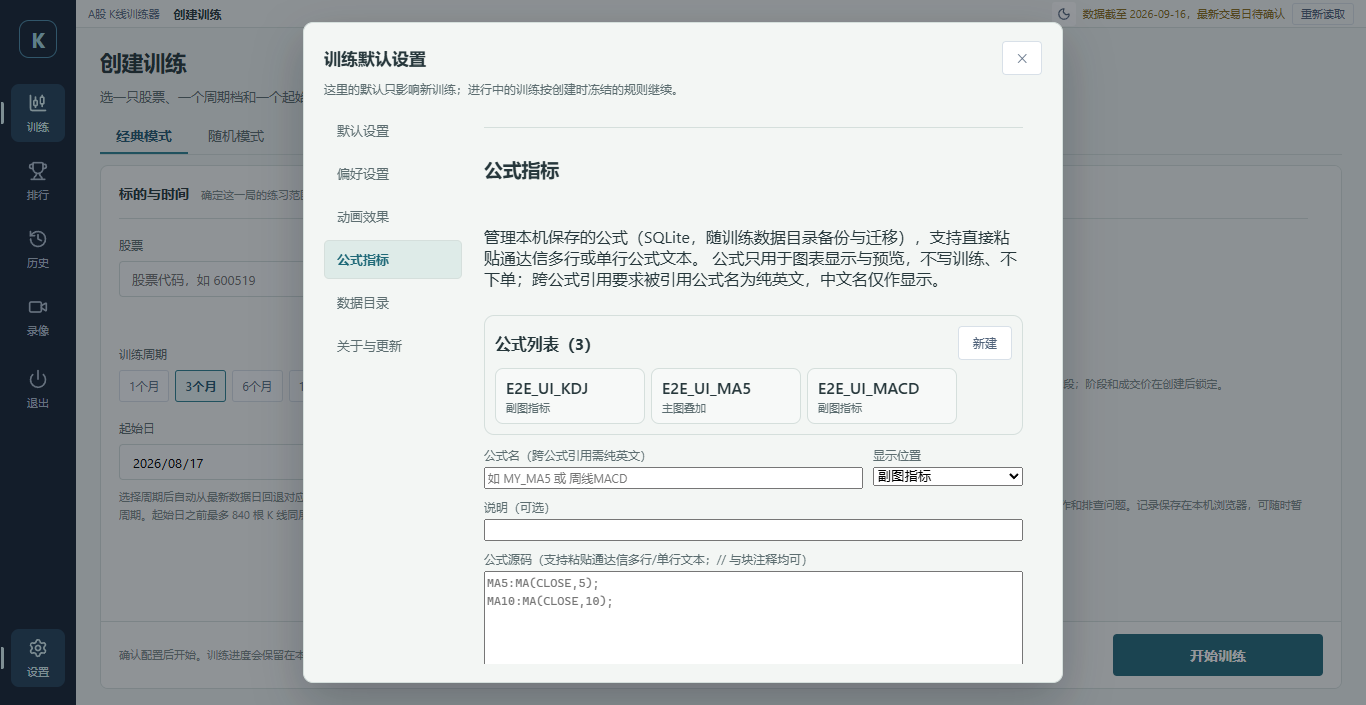 K
训练
排行
历史
录像
退出
设置
A股 K线训练器 创建训练
数据截至 2026-09-16，最新交易日待确认 重新读取
创建训练
选一只股票、一个周期档和一个起始
经典模式 随机模式
标的与时间 确定这一局的练习范
股票
股票代码，如 600519
训练周期
1个月 3个月 6个月 1
起始日
2026/08/17
选择周期后自动从最新数据日回退对应
周期。起始日之前最多 840 根 K 线同
段；阶段和成交价在创建后锁定。
作和排查问题。记录保存在本机浏览器，可随时暂
确认配置后开始。训练进度会保留在本
开始训练
训练默认设置
×
这里的默认只影响新训练；进行中的训练按创建时冻结的规则继续。
默认设置
偏好设置
动画效果
公式指标
数据目录
关于与更新
公式指标
管理本机保存的公式（SQLite，随训练数据目录备份与迁移），支持直接粘
贴通达信多行或单行公式文本。 公式只用于图表显示与预览，不写训练、不
下单；跨公式引用要求被引用公式名为纯英文，中文名仅作显示。
公式列表（3） 新建
E2E_UI_KDJ E2E_UI_MA5 E2E_UI_MACD
副图指标 主图叠加 副图指标
公式名（跨公式引用需纯英文） 显示位置
如 MY_MA5 或 周线MACD 副图指标
说明（可选）
公式源码（支持粘贴通达信多行/单行文本；// 与块注释均可）
MA5:MA(CLOSE,5);
MA10:MA(CLOSE,10);